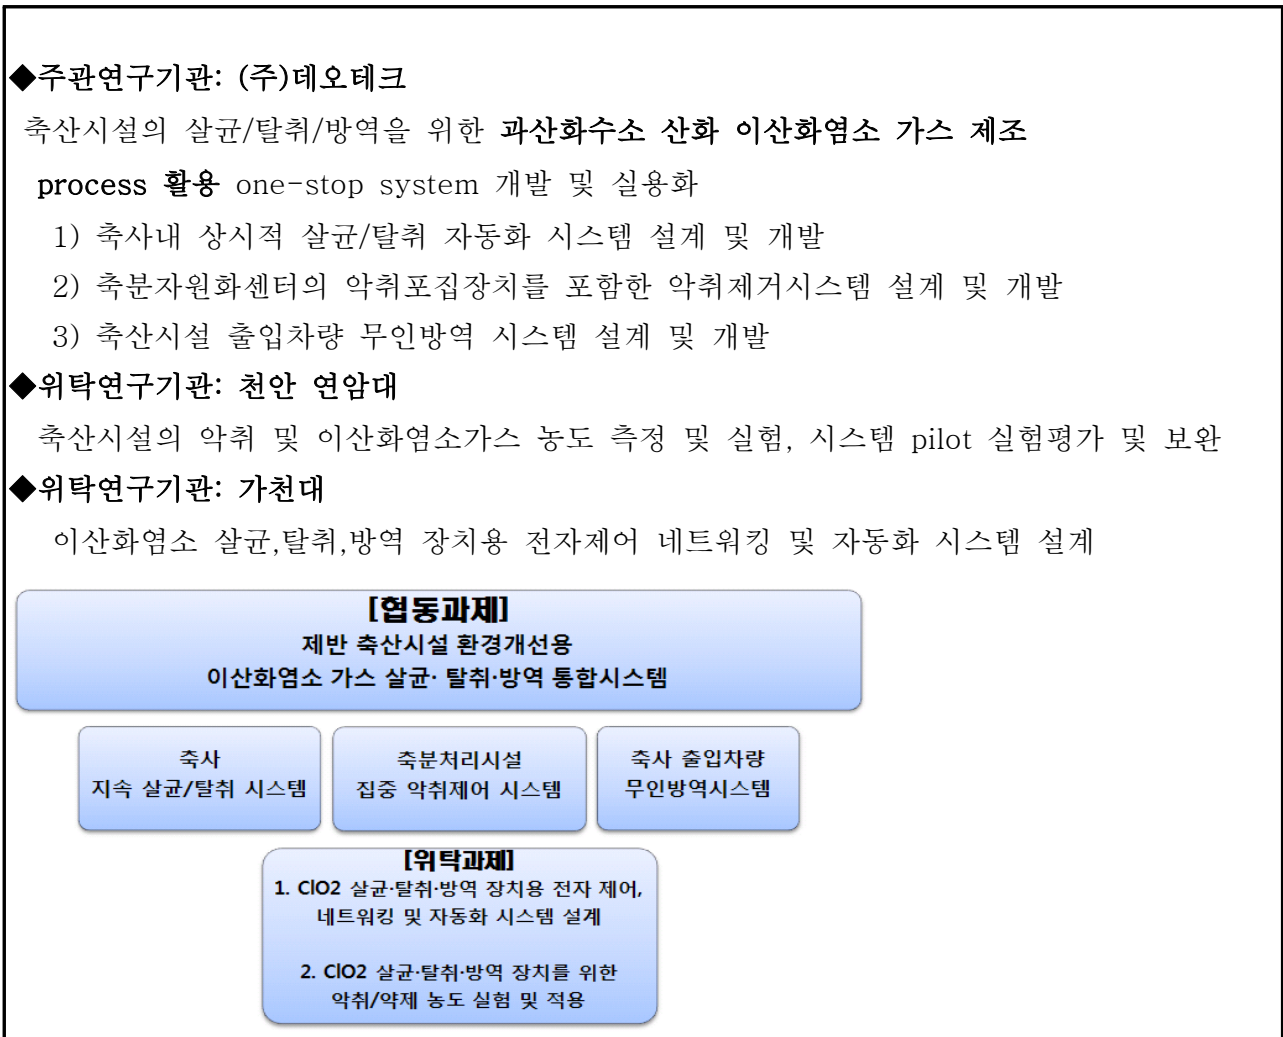 ◆주관연구기관: (주)데오테크
축산시설의 살균/탈취/방역을 위한 과산화수소 산화 이산화염소 가스 제조
process 활용 one-stop system 개발 및 실용화
1) 축사내 상시적 살균/탈취 자동화 시스템 설계 및 개발
2) 축분자원화센터의 악취포집장치를 포함한 악취제거시스템 설계 및 개발
3) 축산시설 출입차량 무인방역 시스템 설계 및 개발
◆위탁연구기관: 천안 연암대
축산시설의 악취 및 이산화염소가스 농도 측정 및 실험, 시스템 pilot 실험평가 및 보완
◆위탁연구기관: 가천대
이산화염소 살균,탈취,방역 장치용 전자제어 네트워킹 및 자동화 시스템 설계
[협동과제]
제반 축산시설 환경개선용
이산화염소 가스 살균· 탈취·방역 통합시스템
축사
지속 살균/탈취 시스템
축분처리시설
집중 악취제어 시스템
축사 출입차량
무인방역시스템
[위탁과제]
1. ClO2 살균·탈취·방역 장치용 전자 제어,
네트워킹 및 자동화 시스템 설계
2. ClO2 살균·탈취·방역 장치를 위한
악취/약제 농도 실험 및 적용